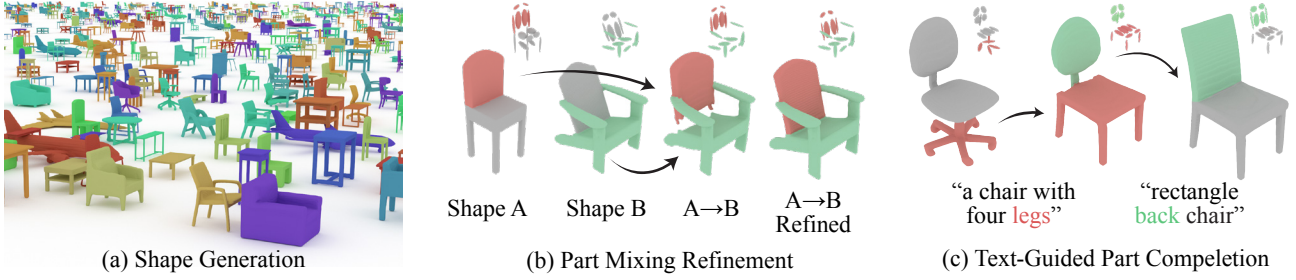 Shape A
Shape B
A→B
A→B
Refined
“a chair with
four legs”
“rectangle
back chair”
(a) Shape Generation
(b) Part Mixing Refinement
(c) Text-Guided Part Compeletion